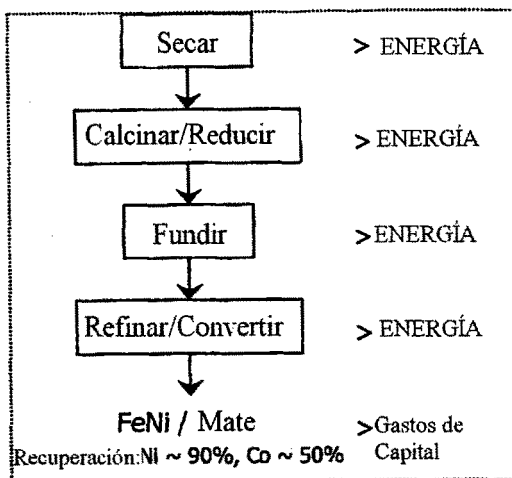 Secar > ENERGÍA
Calcinar/Reducir > ENERGÍA
Fundir > ENERGÍA
Refinar/Convertir > ENERGÍA
FeNi / Mate > Gastos de
Recuperación:Ni ~ 90%, Co ~ 50% Capital